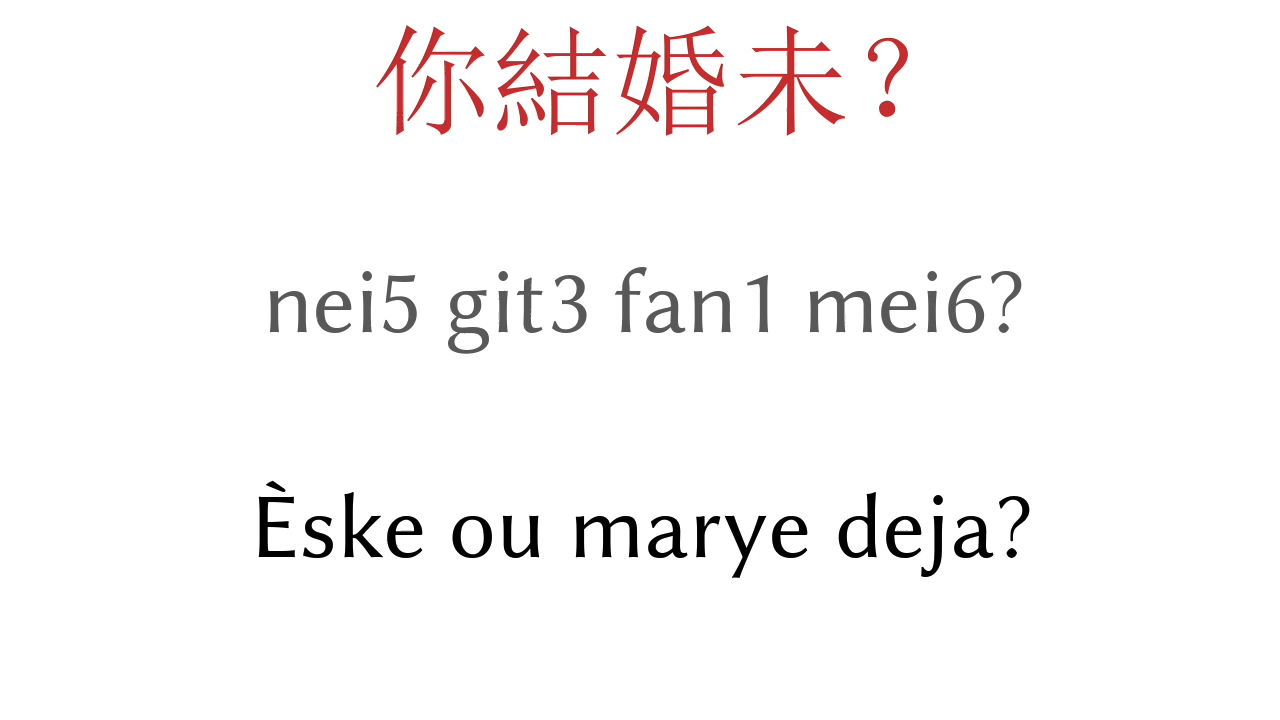 你結婚未？
nei5 git3 fan1 mei6?
Èske ou marye deja?